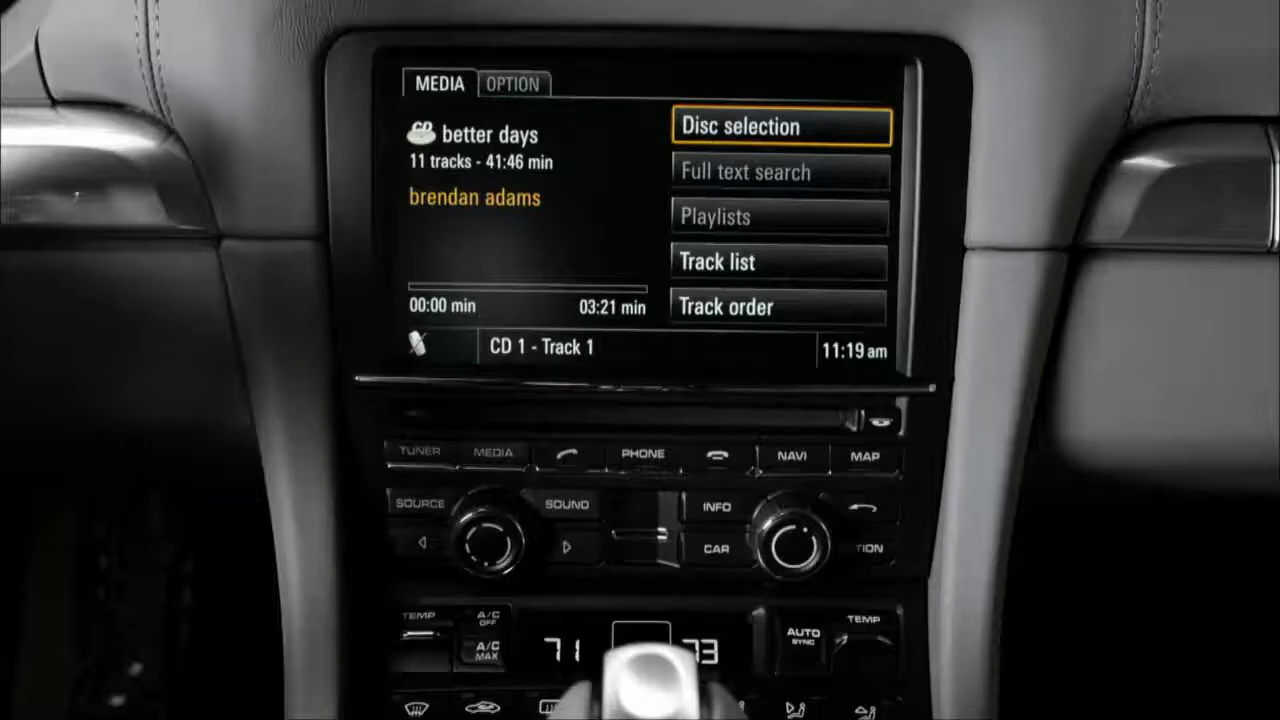 MEDIA OPTION
CD better days
11 tracks - 41:46 min
brendan adams
00:00 min 03:21 min
Disc selection
Full text search
Playlists
Track list
Track order
CD 1 - Track 1 11:19 am
TUNER MEDIA PHONE NAVI MAP
SOURCE SOUND INFO
CAR TION
TEMP A/C OFF AUTO SYNC TEMP
A/C MAX
71 73